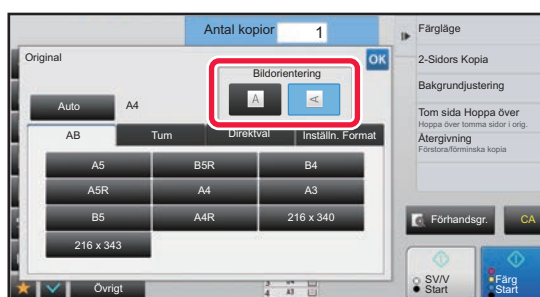 Antal kopior 1
Original
OK
Bildorientering
A A
Auto A4
AB Tum Direktval Inställn. Format
A5 B5R B4
A5R A4 A3
B5 A4R 216 x 340
216 x 343
Övrigt
A3
Färgläge
2-Sidors Kopia
Bakgrundjustering
Tom sida Hoppa över
Hoppa över tomma sidor i orig.
Återgivning
Förstora/förminska kopia
Förhandsgr. CA
SV/V
Start
Färg
Start